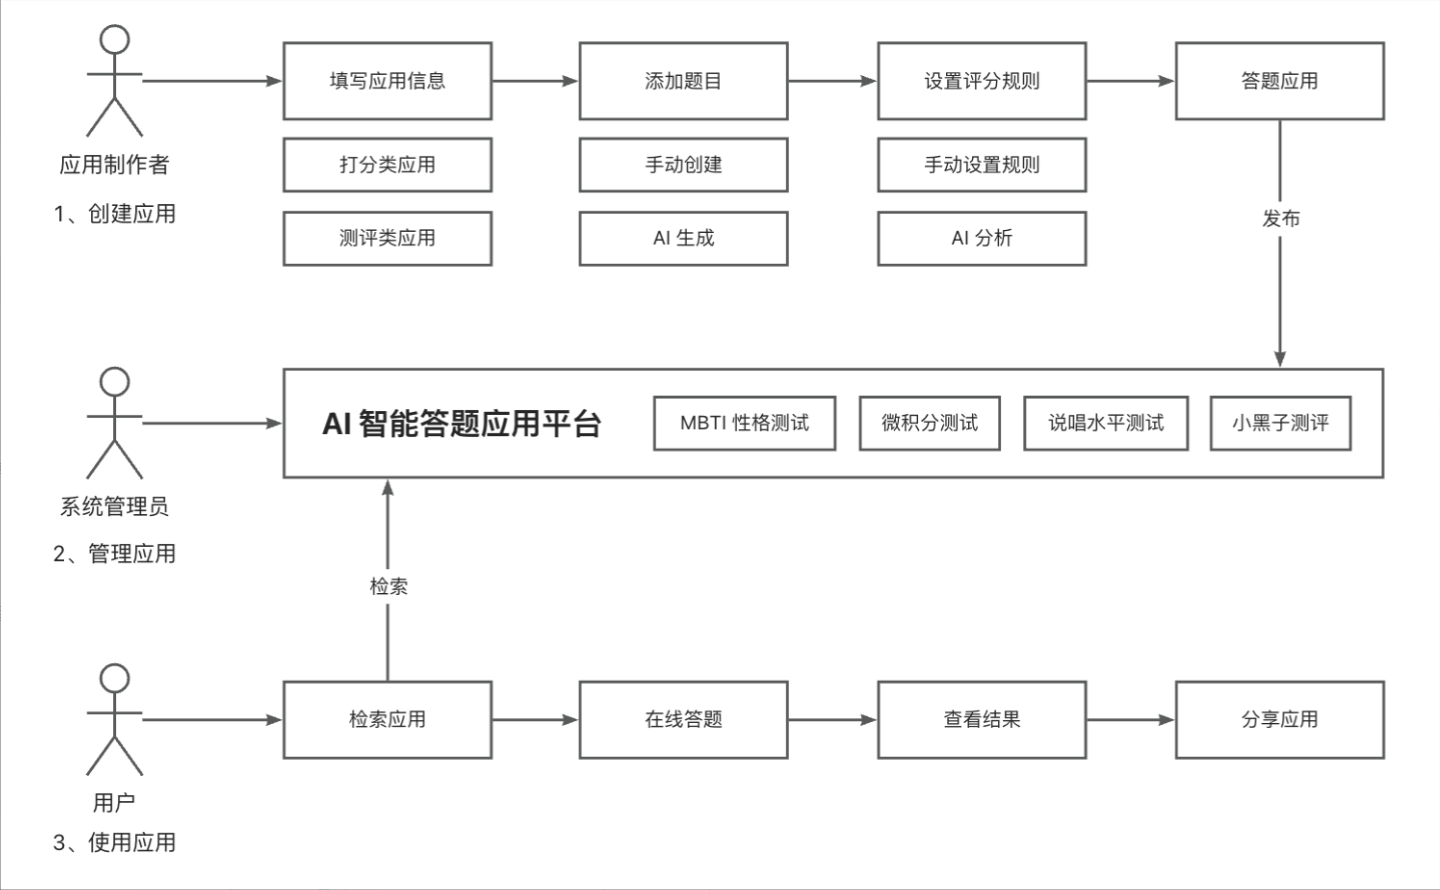 填写应用信息
添加题目
设置评分规则
答题应用
应用制作者
打分类应用
手动创建
手动设置规则
1、创建应用
测评类应用
AI 生成
AI 分析
发布
AI 智能答题应用平台
MBTI 性格测试
微积分测试
说唱水平测试
小黑子测评
系统管理员
2、管理应用
检索
检索应用
在线答题
查看结果
分享应用
用户
3、使用应用